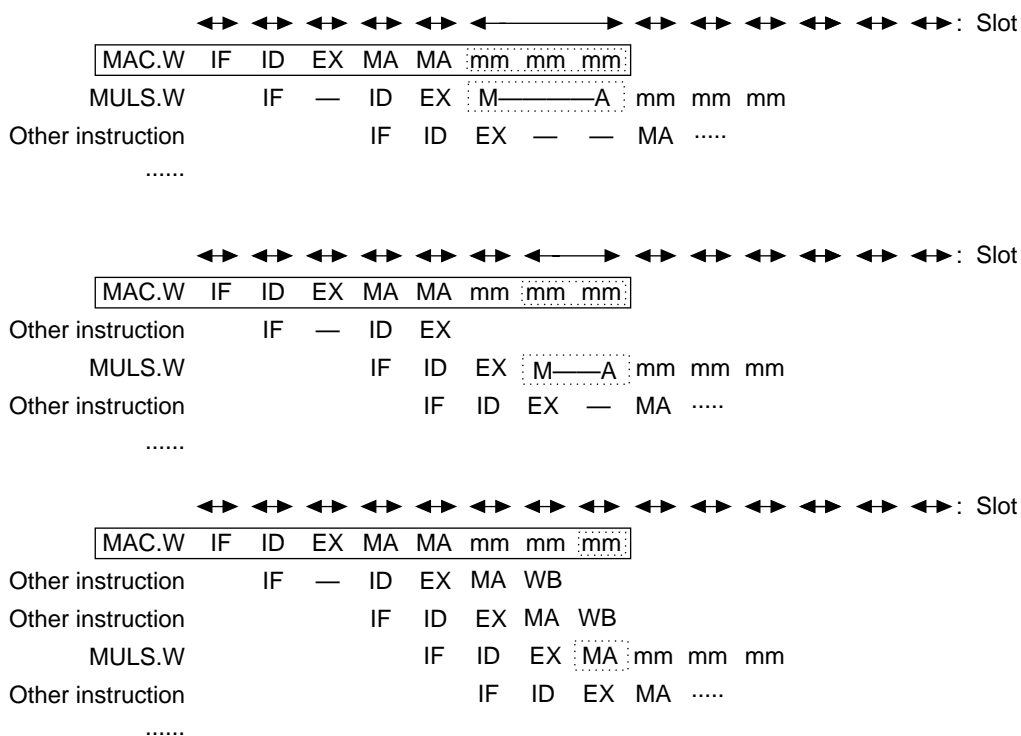 : Slot
MAC.W IF ID EX MA MA mm mm mm
MULS.W IF — ID EX M———A mm mm mm
Other instruction IF ID EX — — MA .....
......
: Slot
MAC.W IF ID EX MA MA mm mm mm
Other instruction IF — ID EX
MULS.W IF ID EX M——A mm mm mm
Other instruction IF ID EX — MA .....
......
: Slot
MAC.W IF ID EX MA MA mm mm mm
Other instruction IF — ID EX MA WB
Other instruction IF ID EX MA WB
MULS.W IF ID EX MA mm mm mm
Other instruction IF ID EX MA .....
......